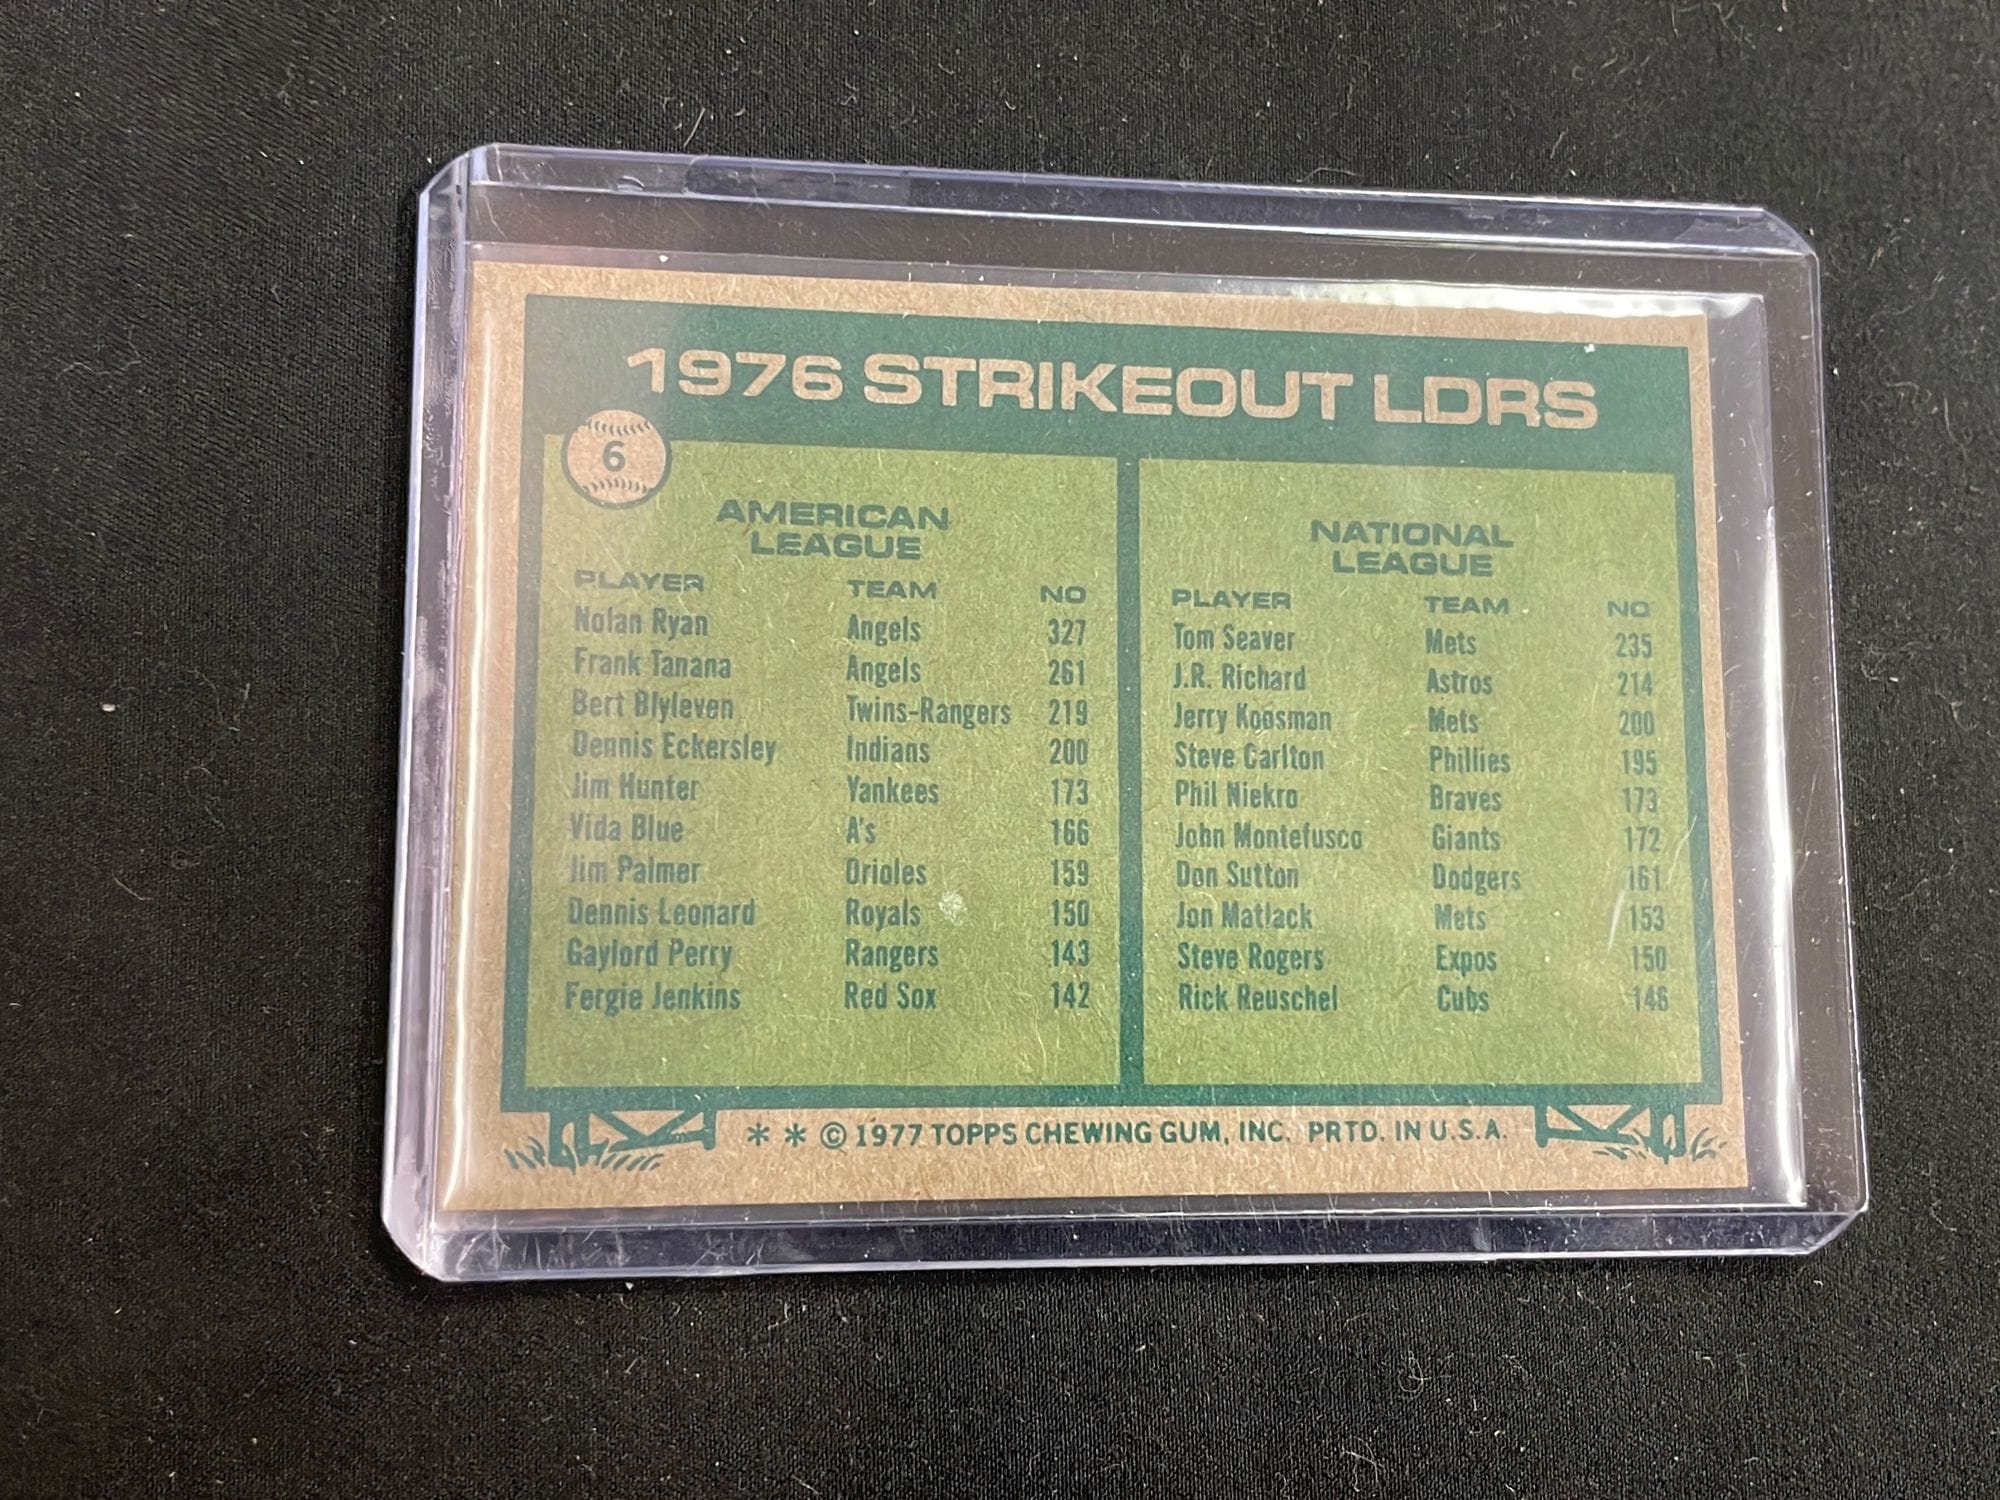 1976 STRIKEOUT LDRS
6
AMERICAN
LEAGUE
PLAYER TEAM NO
Nolan Ryan Angels 327
Frank Tanana Angels 261
Bert Blyleven Twins-Rangers 219
Dennis Eckersley Indians 200
Jim Hunter Yankees 173
Vida Blue A's 166
Jim Palmer Orioles 159
Dennis Leonard Royals 150
Gaylord Perry Rangers 143
Fergie Jenkins Red Sox 142
NATIONAL
LEAGUE
PLAYER TEAM NO
Tom Seaver Mets 235
J.R. Richard Astros 214
Jerry Koosman Mets 200
Steve Carlton Phillies 195
Phil Niekro Braves 173
John Montefusco Giants 172
Don Sutton Dodgers 161
Jon Matlack Mets 153
Steve Rogers Expos 150
Rick Reuschel Cubs 146
* * © 1977 TOPPS CHEWING GUM, INC. PRTD. IN U.S.A.